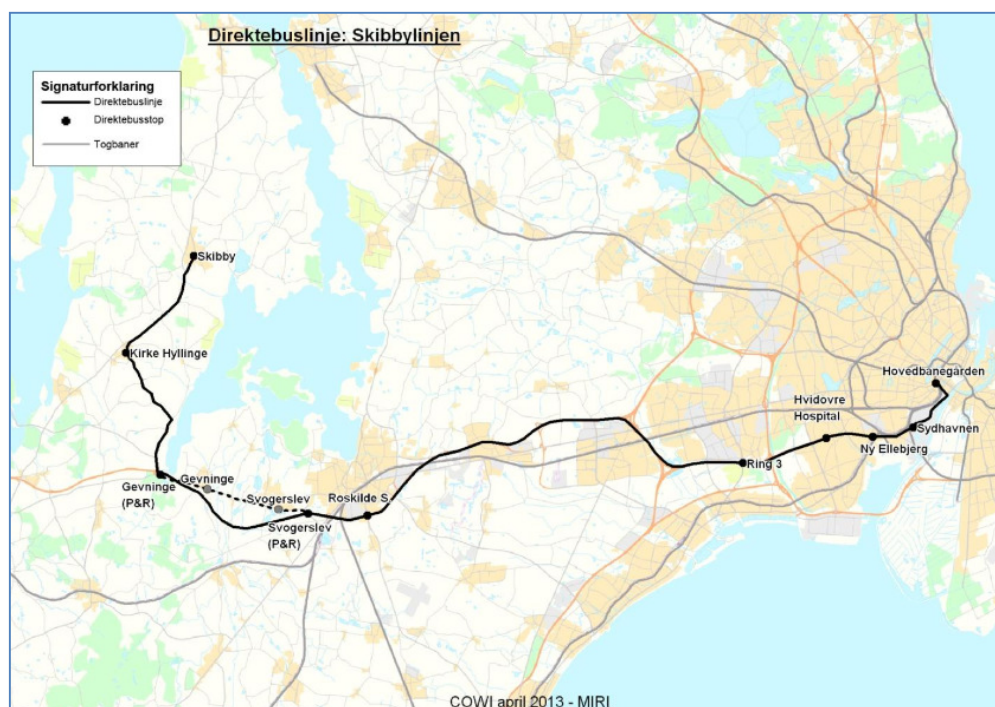 Direktebuslinje: Skibbylinjen
Signaturforklaring
Direktebuslinje
Direktebusstop
Togbaner
Skibby
Kirke Hyllinge
Hovedbanegården
Hvidovre
Hospital
Sydhavnen
Ny Ellebjerg
Ring 3
Gevninge
(P&R)
Gevninge
Svogerslev
Roskilde S
Svogerslev
(P&R)
COWI april 2013 - MIRI